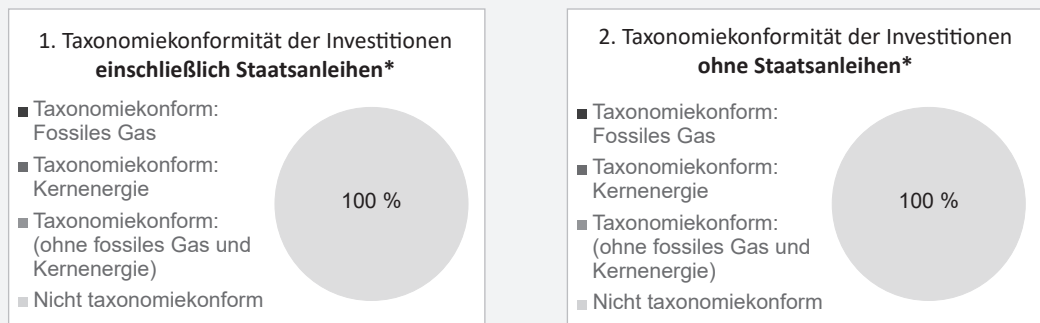 1. Taxonomiekonformität der Investitionen
einschließlich Staatsanleihen*
Taxonomiekonform:
Fossiles Gas
Taxonomiekonform:
Kernenergie
Taxonomiekonform:
(ohne fossiles Gas und
Kernenergie)
Nicht taxonomiekonform
100 %
2. Taxonomiekonformität der Investitionen
ohne Staatsanleihen*
Taxonomiekonform:
Fossiles Gas
Taxonomiekonform:
Kernenergie
Taxonomiekonform:
(ohne fossiles Gas und
Kernenergie)
Nicht taxonomiekonform
100 %